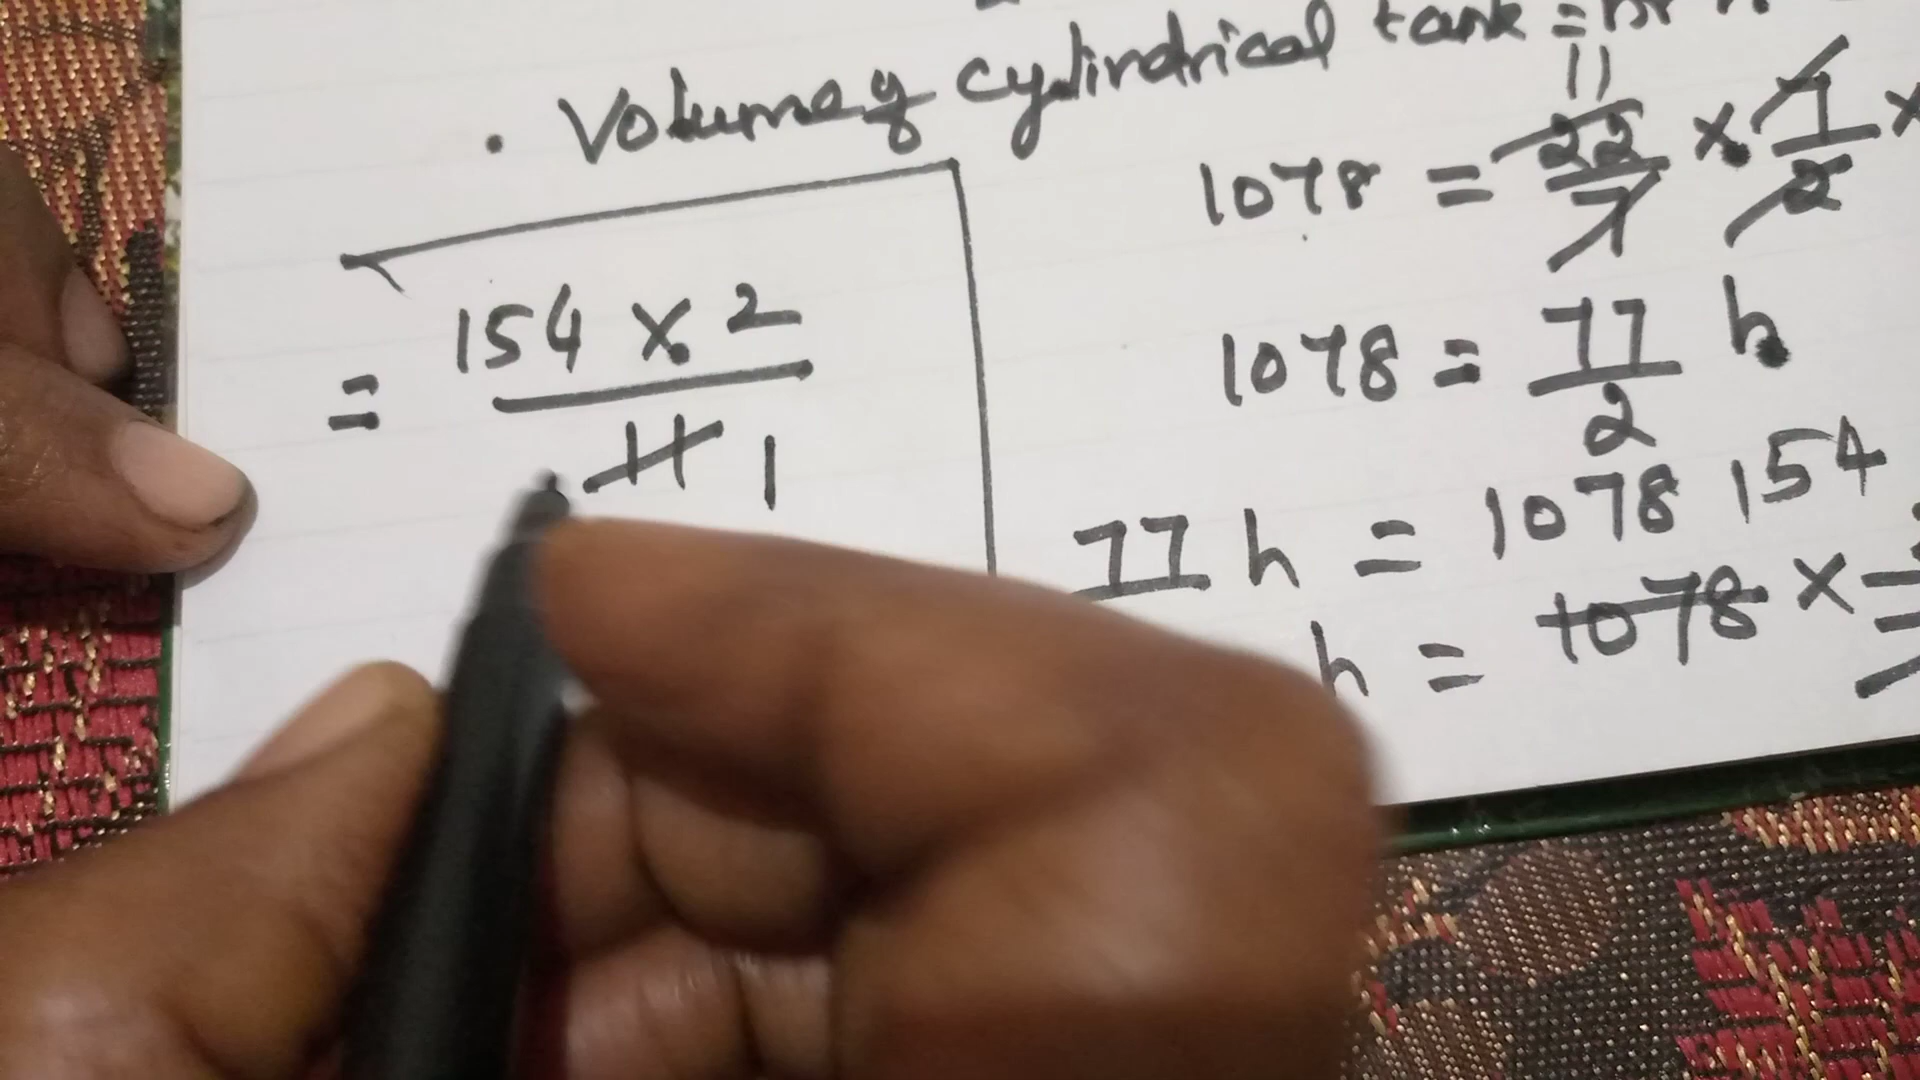 . Volume of cylindrical tank =
11
1078 = 22/7 × 7/2 ×
1078 = 77/2 h
77 h = 1078 154
h = 1078 ×
= 154 × 2
11 1